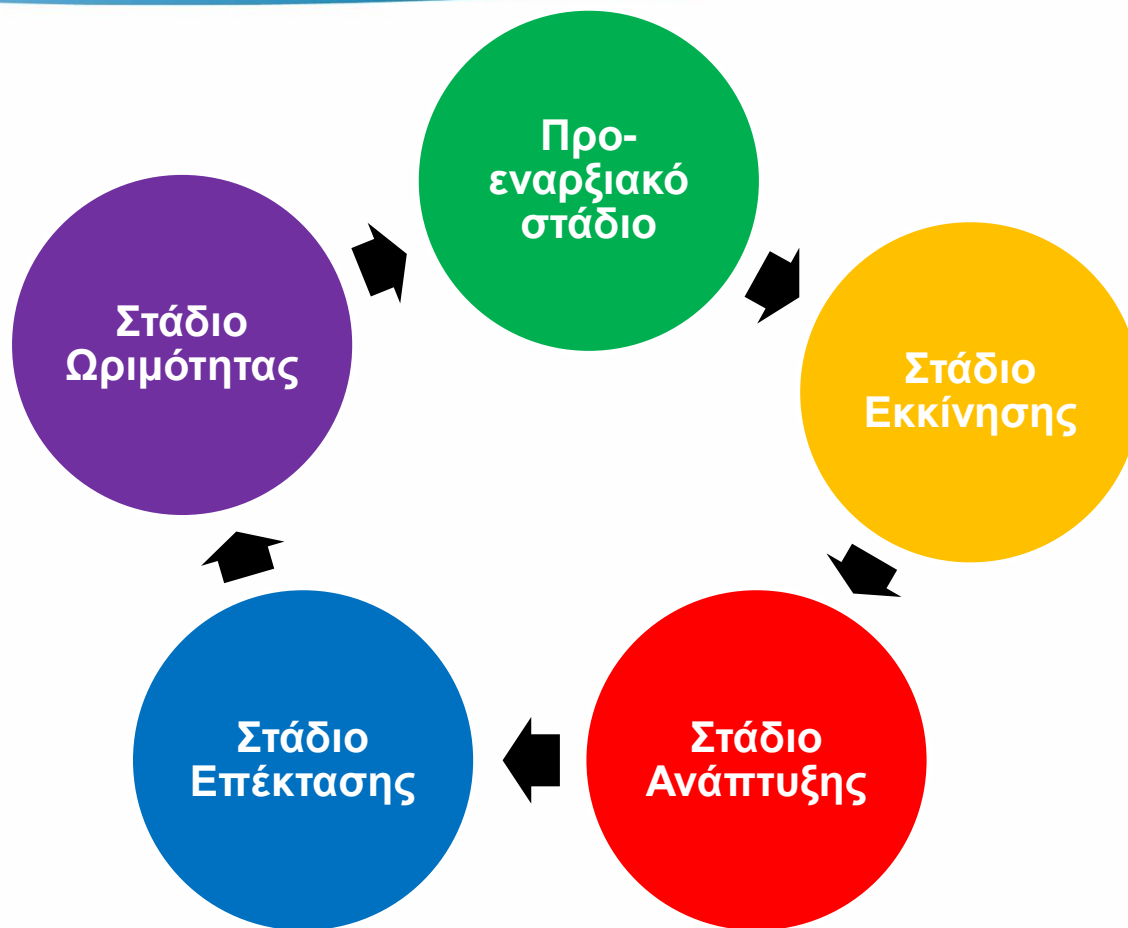 Προ-
εναρξιακό
στάδιο
Στάδιο
Εκκίνησης
Στάδιο
Ανάπτυξης
Στάδιο
Επέκτασης
Στάδιο
Ωριμότητας